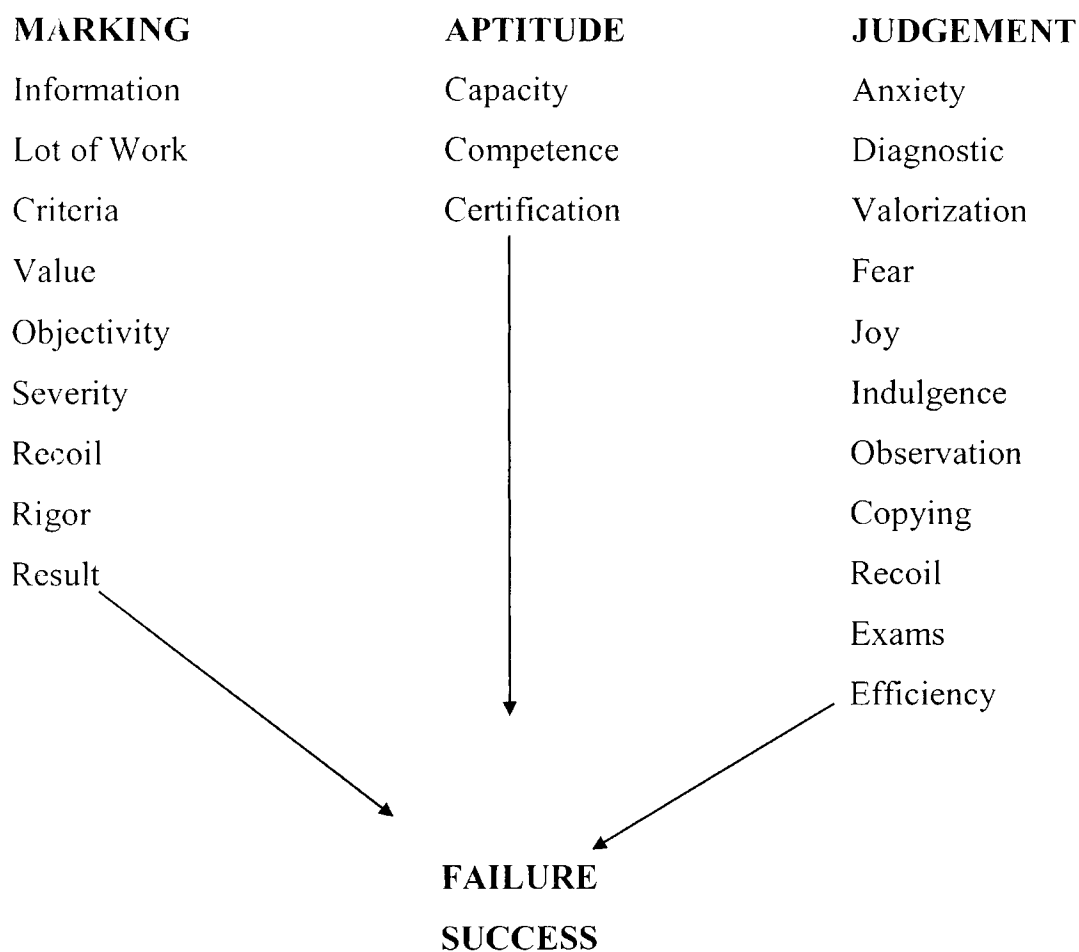 MARKING APTITUDE JUDGEMENT
Information Capacity Anxiety
Lot of Work Competence Diagnostic
Criteria Certification Valorization
Value Fear
Objectivity Joy
Severity Indulgence
Recoil Observation
Rigor Copying
Result Recoil
Exams
Efficiency
FAILURE
SUCCESS